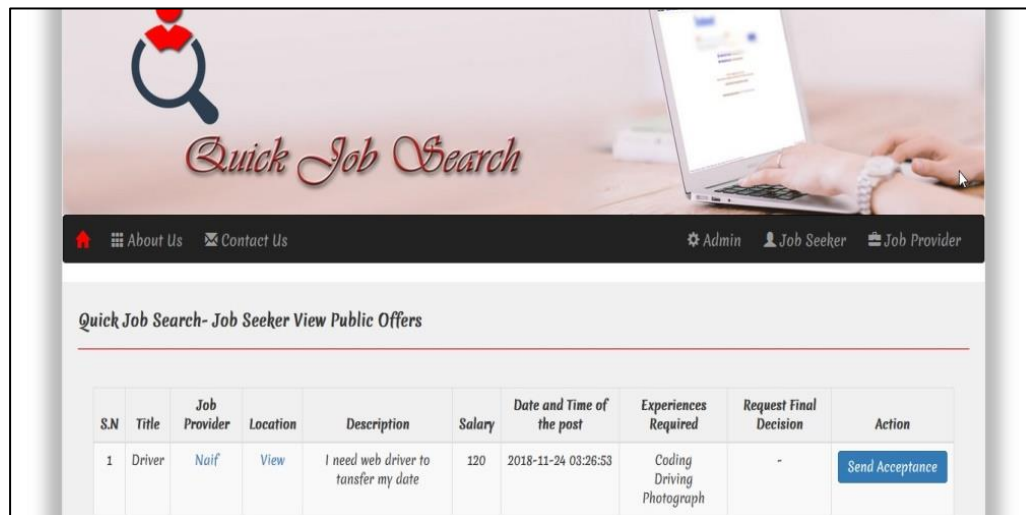 Quick Job Search
About Us Contact Us Admin Job Seeker Job Provider
Quick Job Search- Job Seeker View Public Offers
S.N Title Job Provider Location Description Salary Date and Time of the post Experiences Required Request Final Decision Action
1 Driver Naif View I need web driver to tansfer my date 120 2018-11-24 03:26:53 Coding Driving Photograph - Send Acceptance